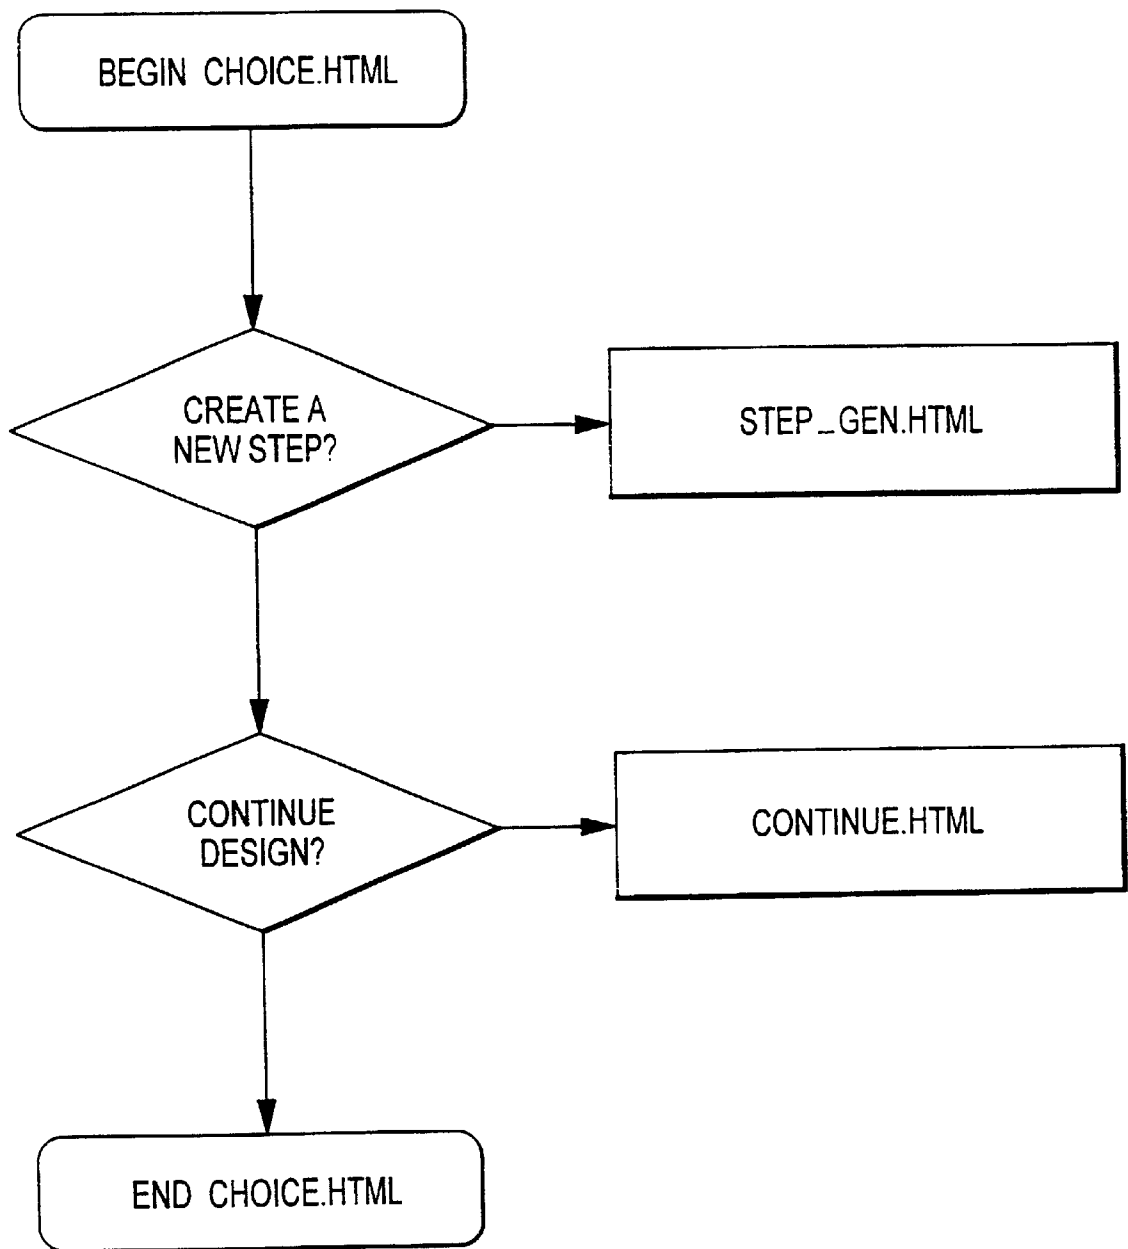 BEGIN CHOICE.HTML
CREATE A
NEW STEP?
STEP_GEN.HTML
CONTINUE
DESIGN?
CONTINUE.HTML
END CHOICE.HTML